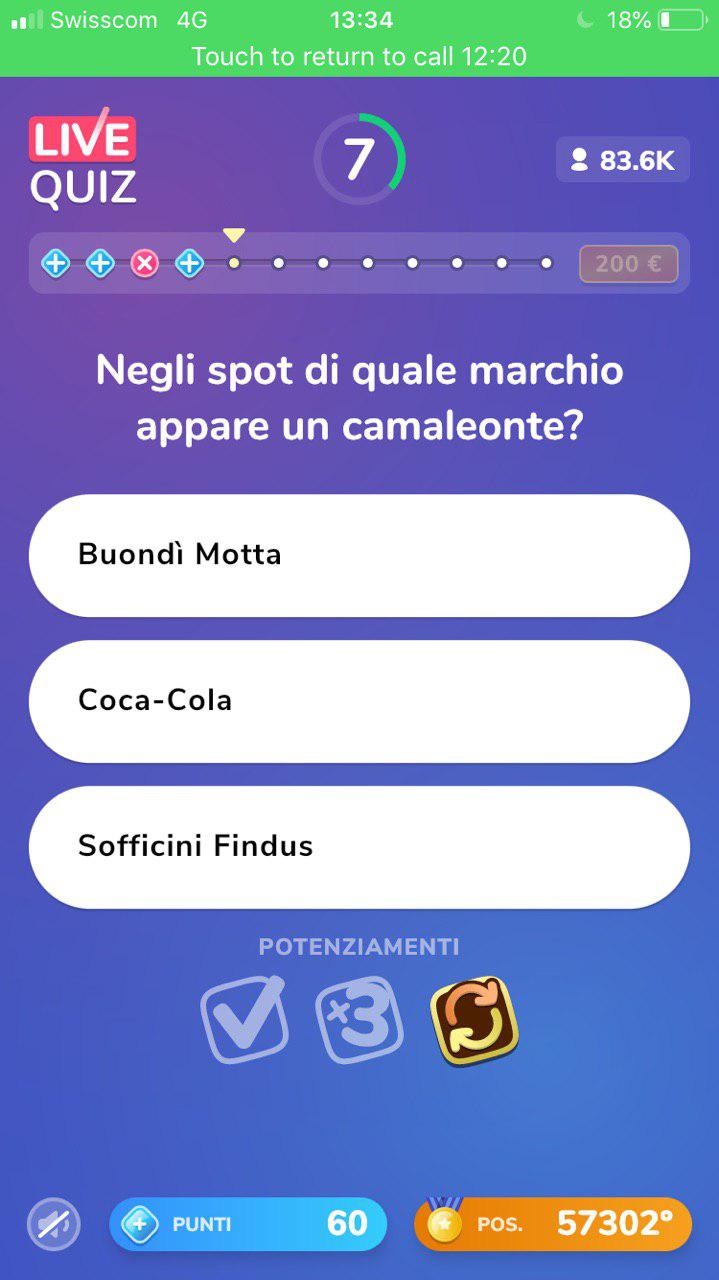 Swisscom 4G 13:34 18%
Touch to return to call 12:20
LIVE
QUIZ
7
83.6K
200 €
Negli spot di quale marchio
appare un camaleonte?
Buondì Motta
Coca-Cola
Sofficini Findus
POTENZIAMENTI
×3
PUNTI 60
POS. 57302º